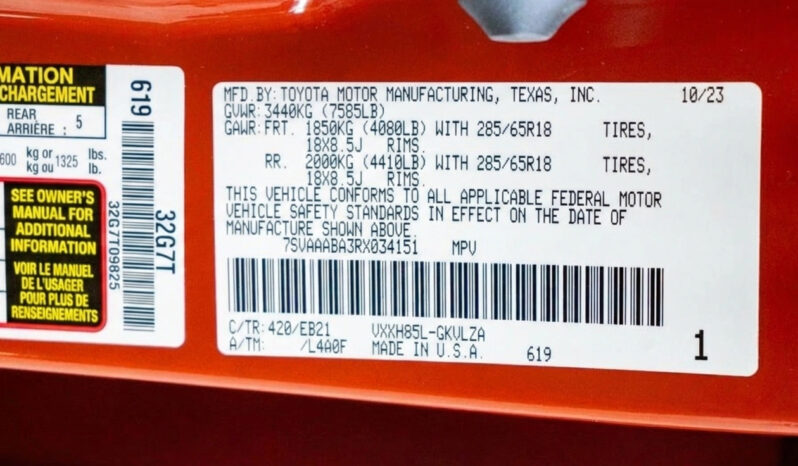 MATION
CHARGEMENT
REAR
ARRIÈRE : 5
600 kg or 1325 lbs.
kg ou lb.
SEE OWNER'S
MANUAL FOR
ADDITIONAL
INFORMATION
VOIR LE MANUEL
DE L'USAGER
POUR PLUS DE
RENSEIGNEMENTS
619
32G7T09825
32G7T
MFD.BY: TOYOTA MOTOR MANUFACTURING, TEXAS, INC. 10/23
GVWR: 3440KG (7585LB)
GAWR: FRT. 1850KG (4080LB) WITH 285/65R18 TIRES,
18X8.5J RIMS.
RR. 2000KG (4410LB) WITH 285/65R18 TIRES,
18X8.5J RIMS.
THIS VEHICLE CONFORMS TO ALL APPLICABLE FEDERAL MOTOR
VEHICLE SAFETY STANDARDS IN EFFECT ON THE DATE OF
MANUFACTURE SHOWN ABOVE.
7SVAAABA3RX034151 MPV
C/TR: 420/EB21 VXXH85L-GKVLZA
A/TM: /L4A0F MADE IN U.S.A. 619
1